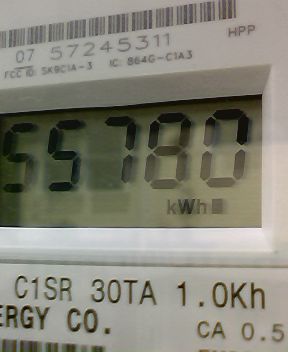 07 57245311
HPP
FCC ID: SK9C1A-3 IC: 864G-C1A3
55780
kWh
C1SR 30TA 1.0Kh
ERGY CO.
CA 0.5